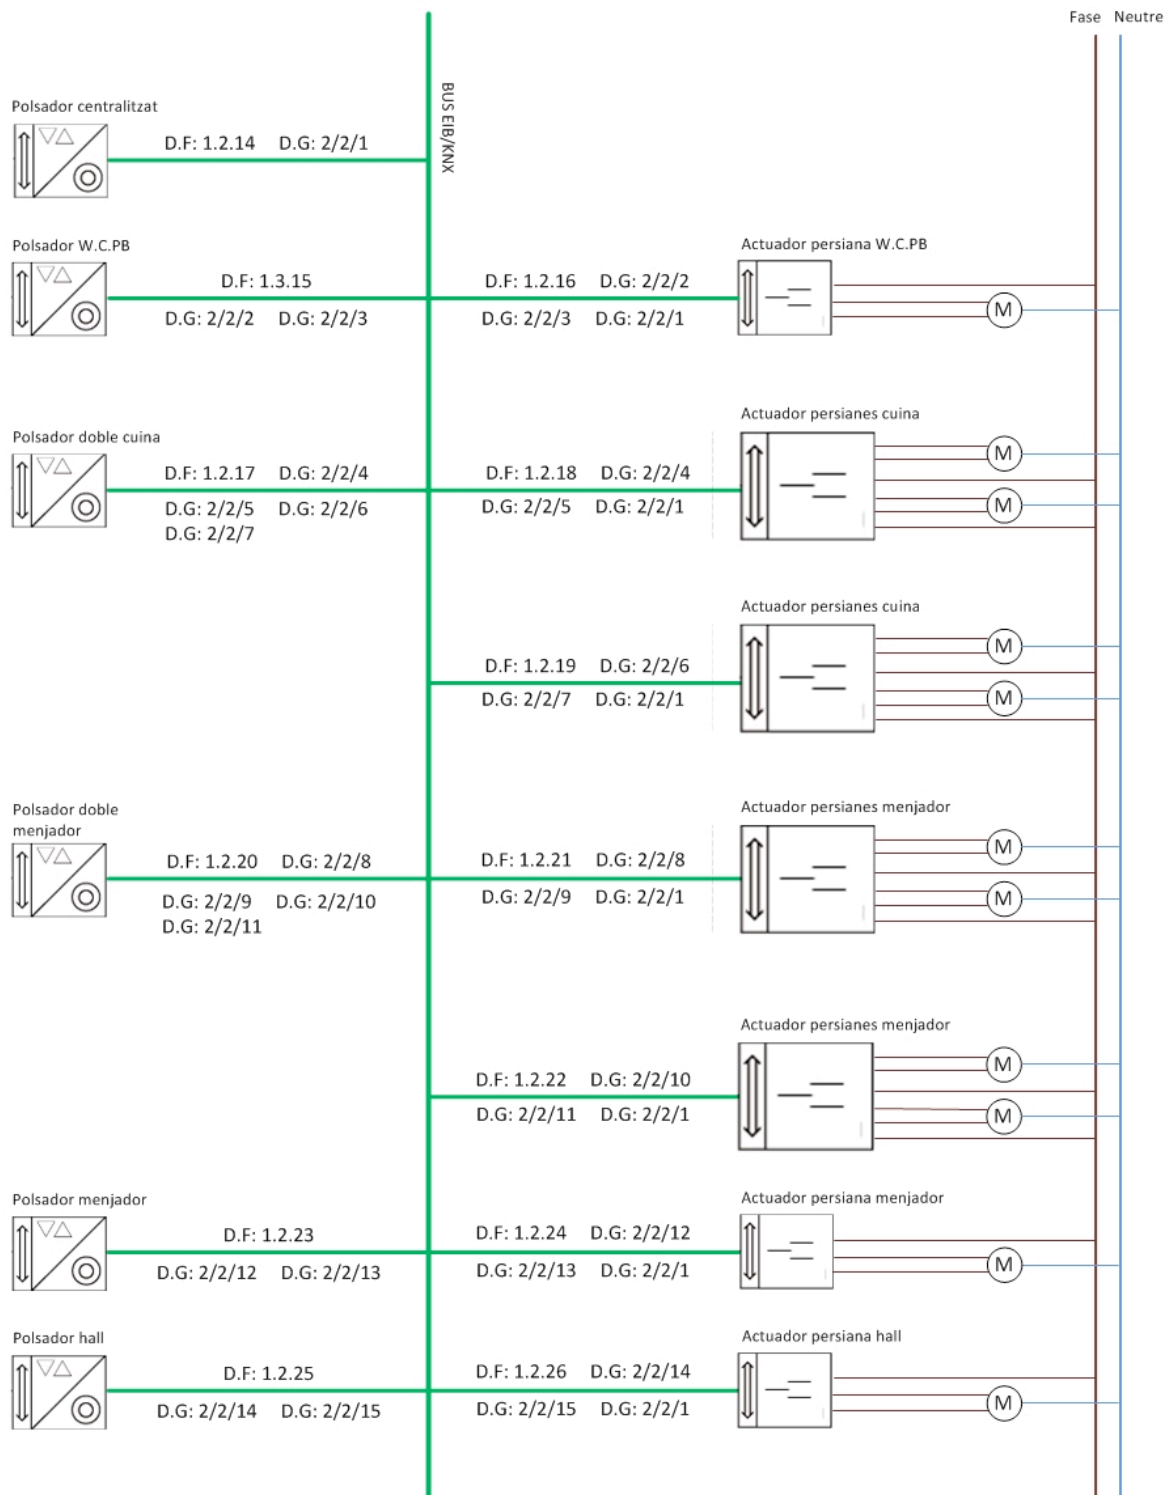 Fase Neutre
BUS EIB/KNX
Polsador centralitzat
D.F: 1.2.14 D.G: 2/2/1
Polsador W.C.PB
D.F: 1.3.15
D.G: 2/2/2 D.G: 2/2/3
Actuador persiana W.C.PB
D.F: 1.2.16 D.G: 2/2/2
D.G: 2/2/3 D.G: 2/2/1
M
Polsador doble cuina
D.F: 1.2.17 D.G: 2/2/4
D.G: 2/2/5 D.G: 2/2/6
D.G: 2/2/7
Actuador persianes cuina
D.F: 1.2.18 D.G: 2/2/4
D.G: 2/2/5 D.G: 2/2/1
M
M
Actuador persianes cuina
D.F: 1.2.19 D.G: 2/2/6
D.G: 2/2/7 D.G: 2/2/1
M
M
Polsador doble
menjador
D.F: 1.2.20 D.G: 2/2/8
D.G: 2/2/9 D.G: 2/2/10
D.G: 2/2/11
Actuador persianes menjador
D.F: 1.2.21 D.G: 2/2/8
D.G: 2/2/9 D.G: 2/2/1
M
M
Actuador persianes menjador
D.F: 1.2.22 D.G: 2/2/10
D.G: 2/2/11 D.G: 2/2/1
M
M
Polsador menjador
D.F: 1.2.23
D.G: 2/2/12 D.G: 2/2/13
Actuador persiana menjador
D.F: 1.2.24 D.G: 2/2/12
D.G: 2/2/13 D.G: 2/2/1
M
Polsador hall
D.F: 1.2.25
D.G: 2/2/14 D.G: 2/2/15
Actuador persiana hall
D.F: 1.2.26 D.G: 2/2/14
D.G: 2/2/15 D.G: 2/2/1
M